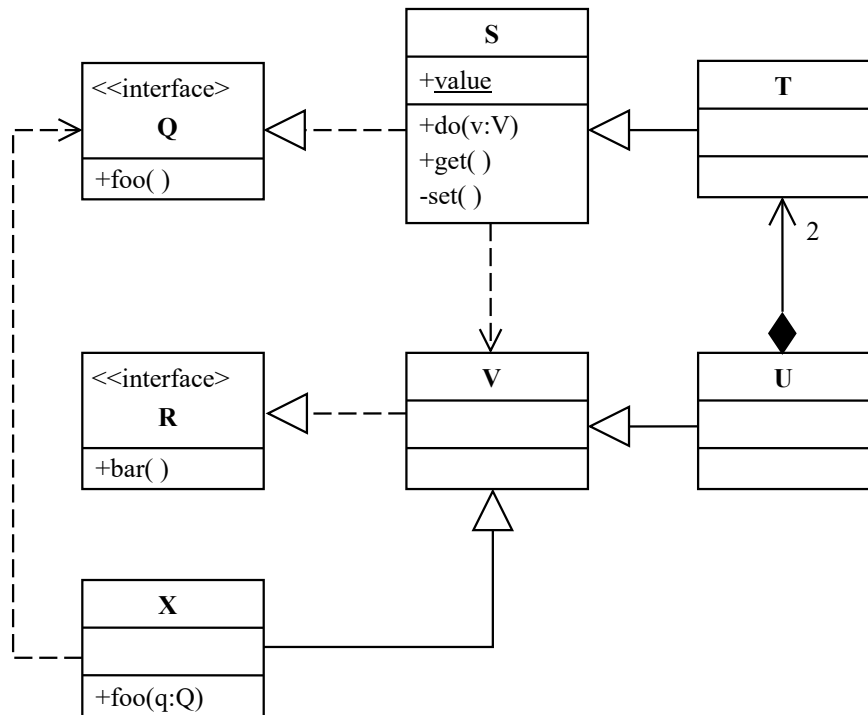 <<interface>
Q
+foo( )
S
+value
+do(v:V)
+get( )
-set( )
T
2
<<interface>
R
+bar( )
V
U
X
+foo(q:Q)